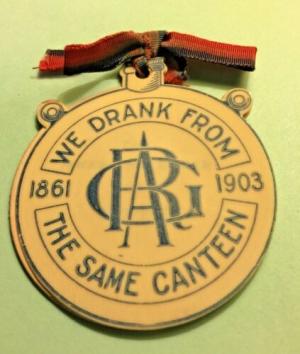 WE DRANK FROM
1861 GAR 1903
THE SAME CANTEEN